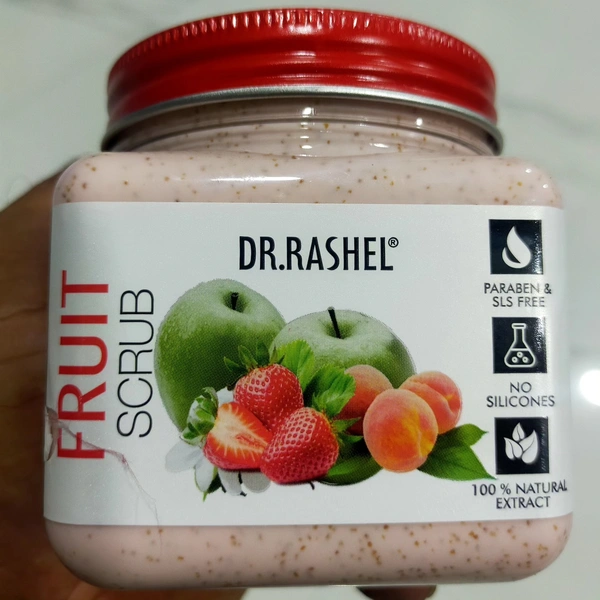 DR.RASHEL®
FRUIT
SCRUB
PARABEN &
SLS FREE
NO
SILICONES
100 % NATURAL
EXTRACT